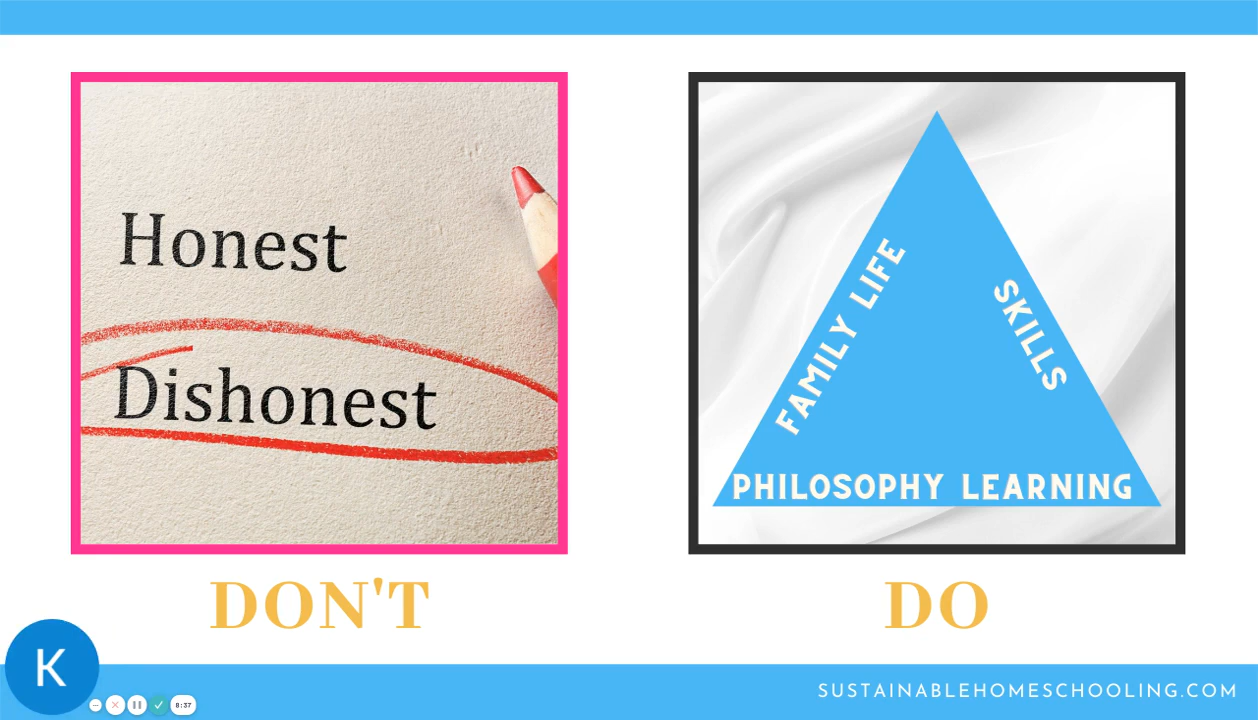 Honest
Dishonest
FAMILY LIFE
SKILLS
PHILOSOPHY LEARNING
DON'T
DO
K
8:37
SUSTAINABLEHOMESCHOOLING.COM